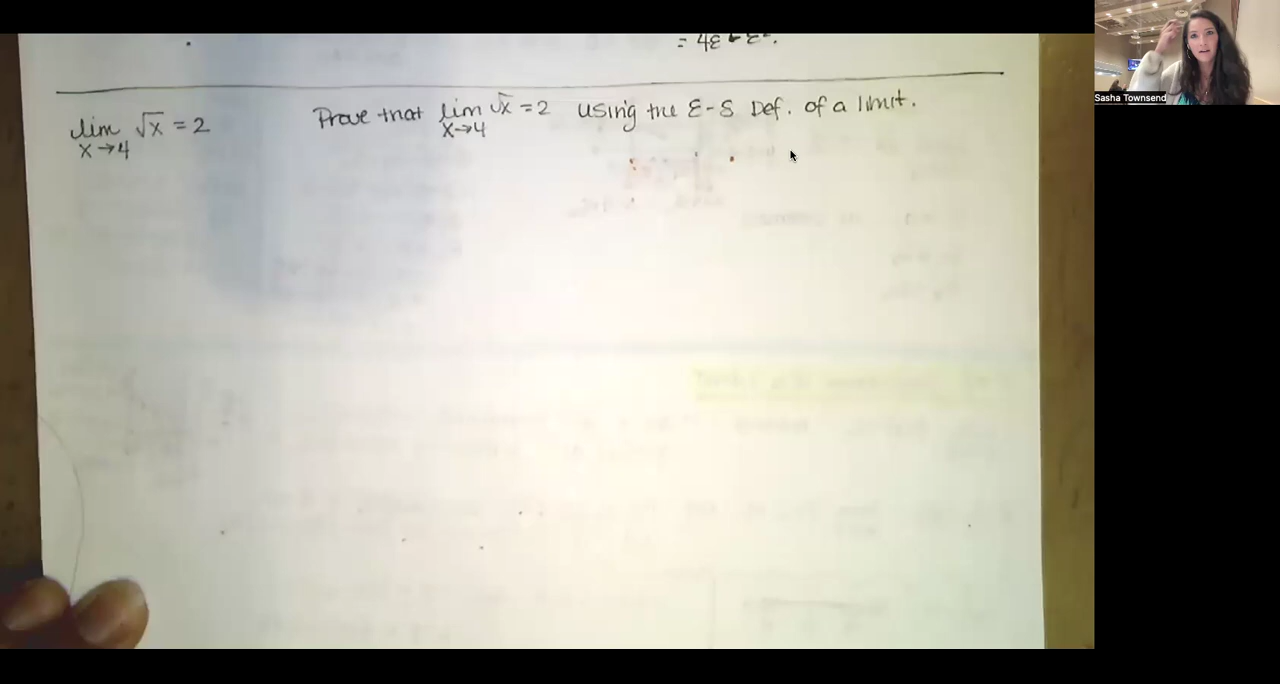 = 4ε - ε².
lim √x = 2
x→4
Prove that lim √x = 2 using the ε-δ Def. of a limit.
x→4
Sasha Townsend